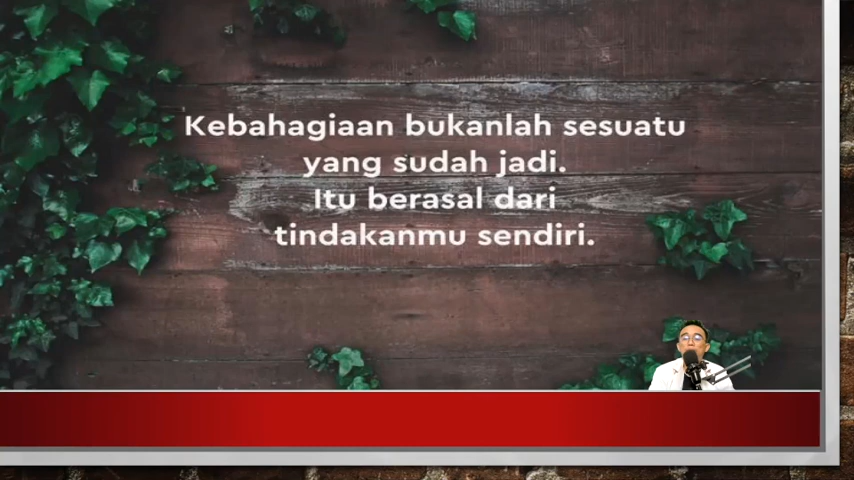 Kebahagiaan bukanlah sesuatu
yang sudah jadi.
Itu berasal dari
tindakanmu sendiri.